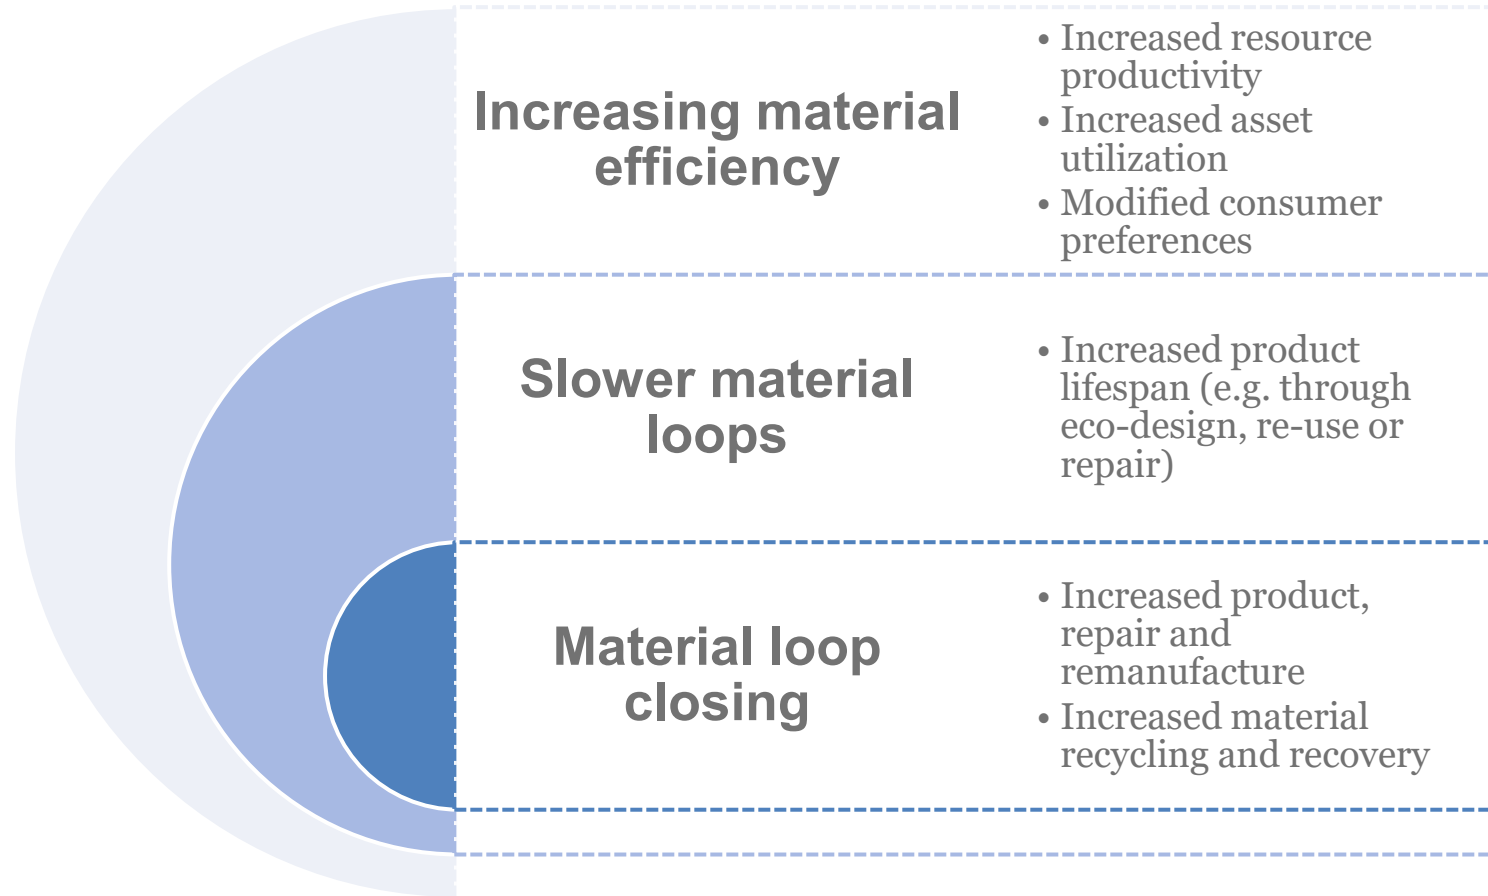 Increasing material
efficiency
• Increased resource
productivity
• Increased asset
utilization
• Modified consumer
preferences
Slower material
loops
• Increased product
lifespan (e.g. through
eco-design, re-use or
repair)
Material loop
closing
• Increased product,
repair and
remanufacture
• Increased material
recycling and recovery